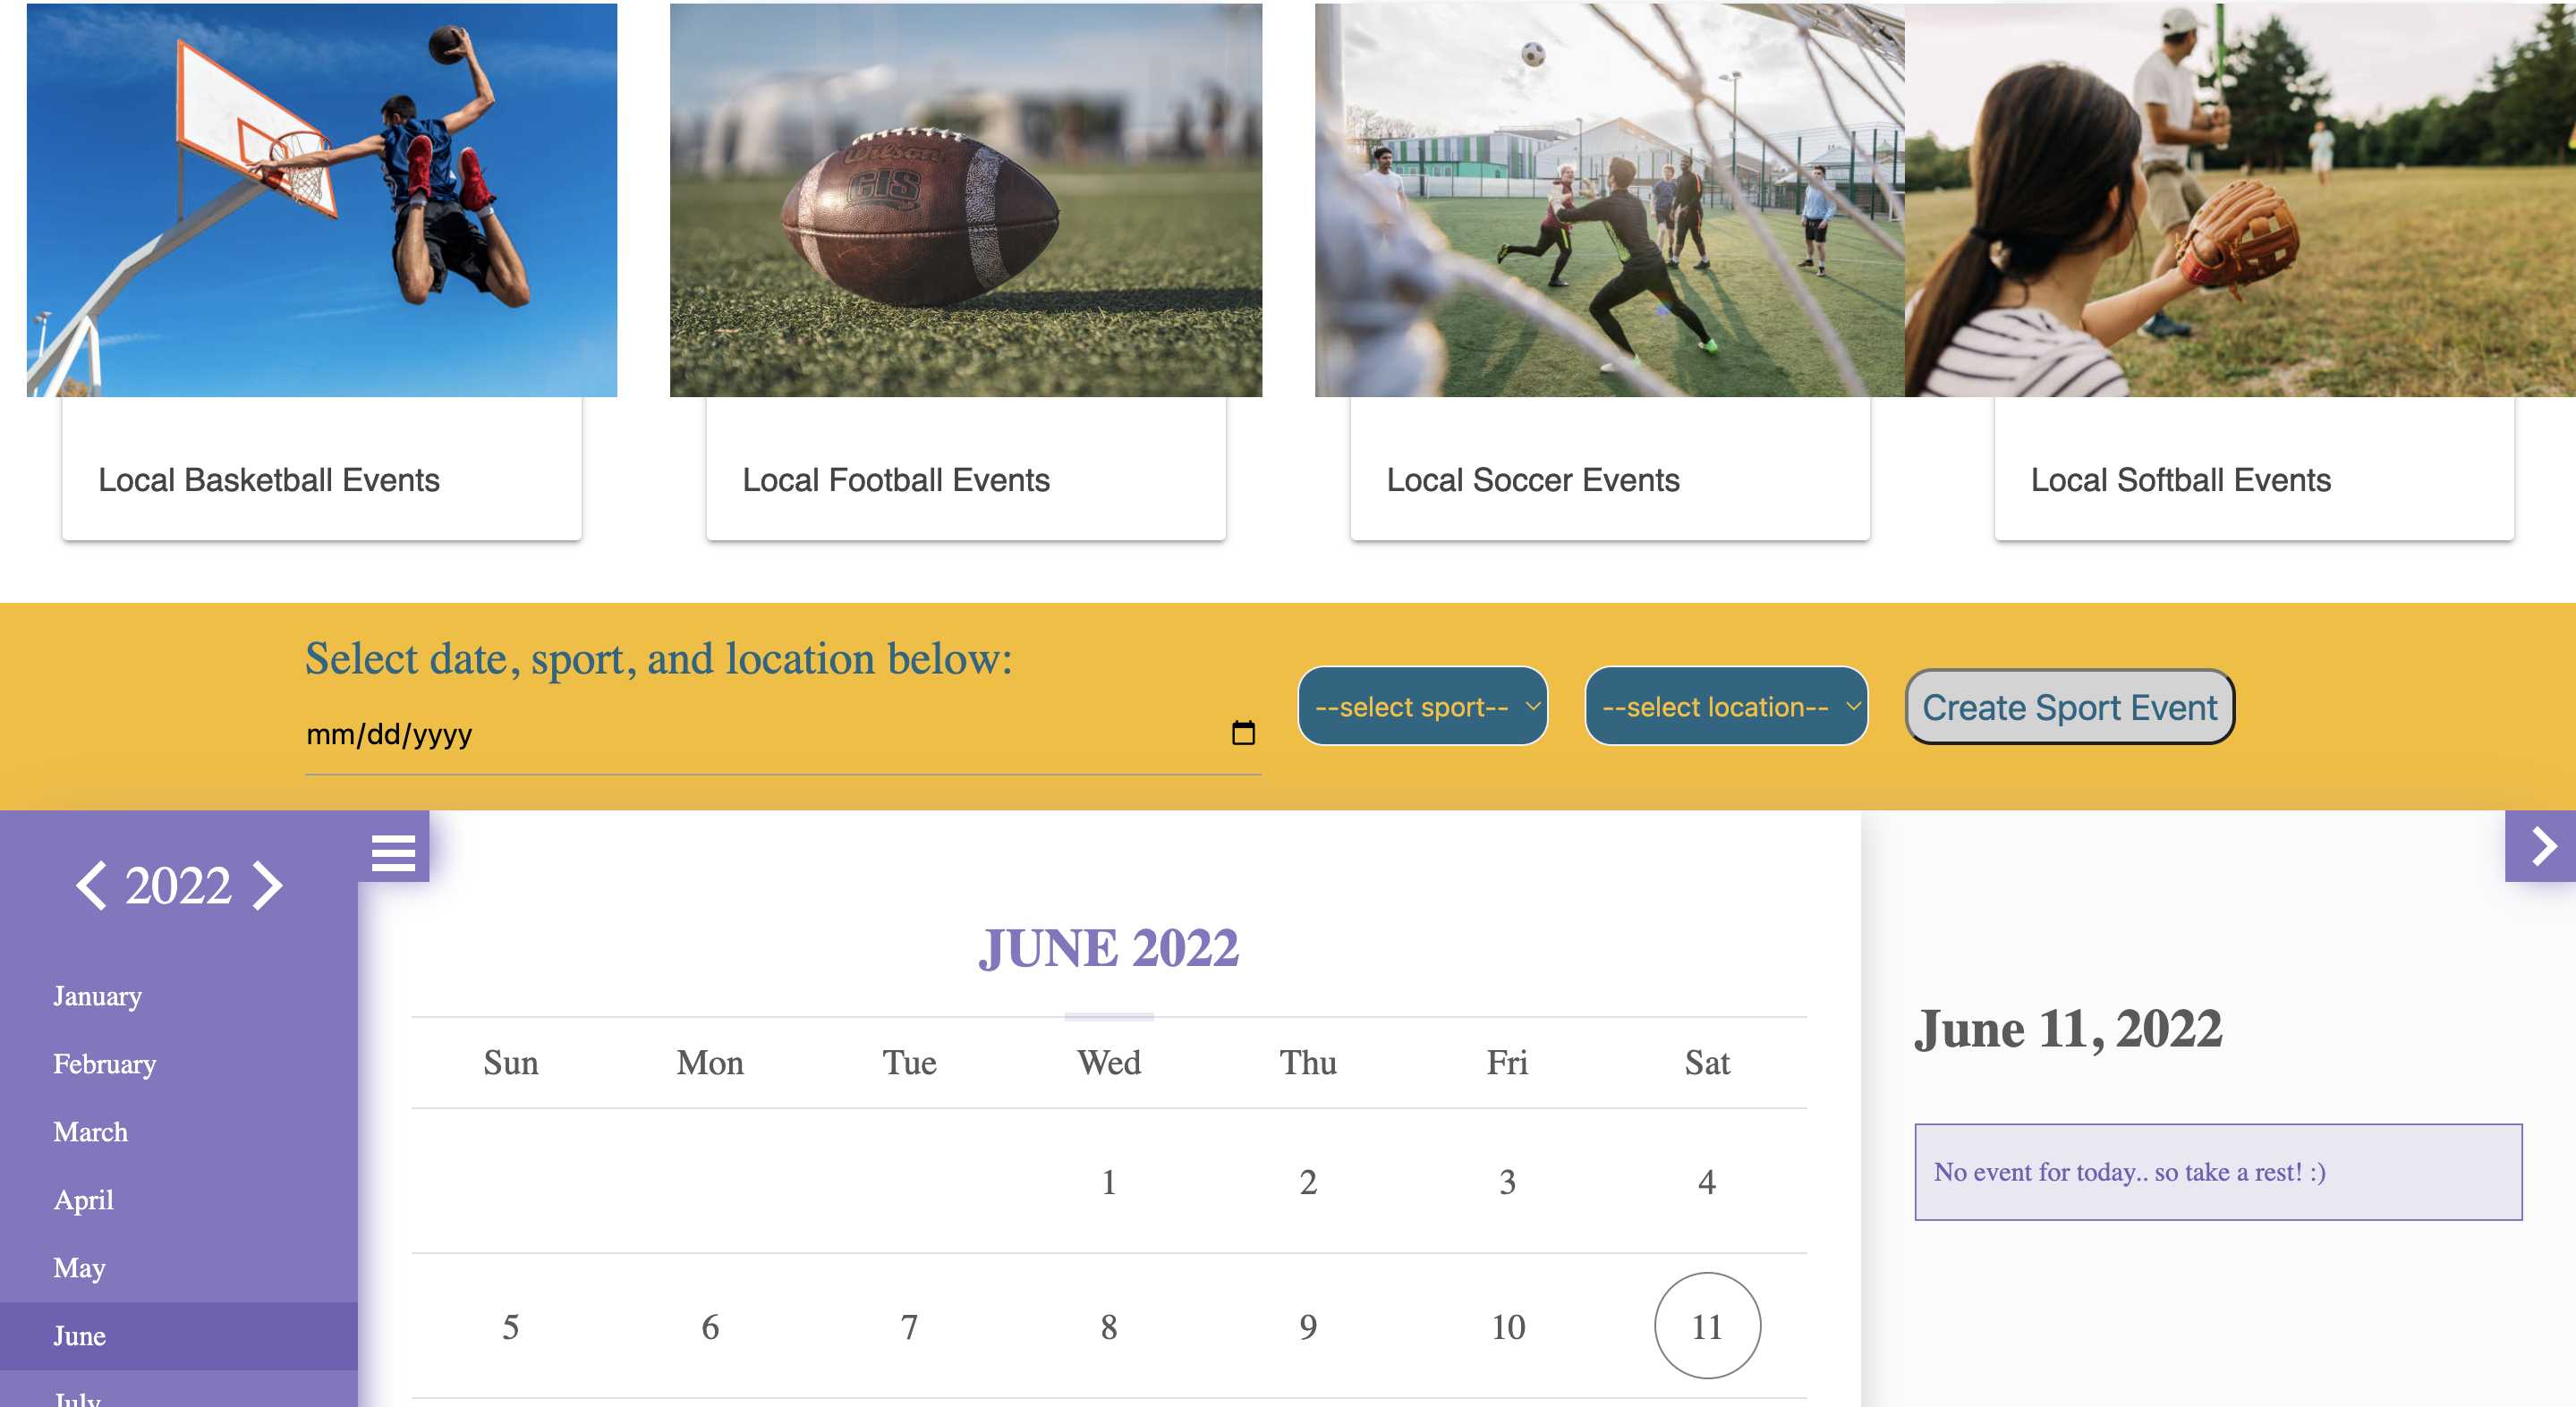 Wilson
GIS
Local Basketball Events
Local Football Events
Local Soccer Events
Local Softball Events
Select date, sport, and location below:
mm/dd/yyyy
--select sport--
--select location--
Create Sport Event
2022
January
February
March
April
May
June
July
JUNE 2022
Sun Mon Tue Wed Thu Fri Sat
1 2 3 4
5 6 7 8 9 10 11
June 11, 2022
No event for today.. so take a rest! :)